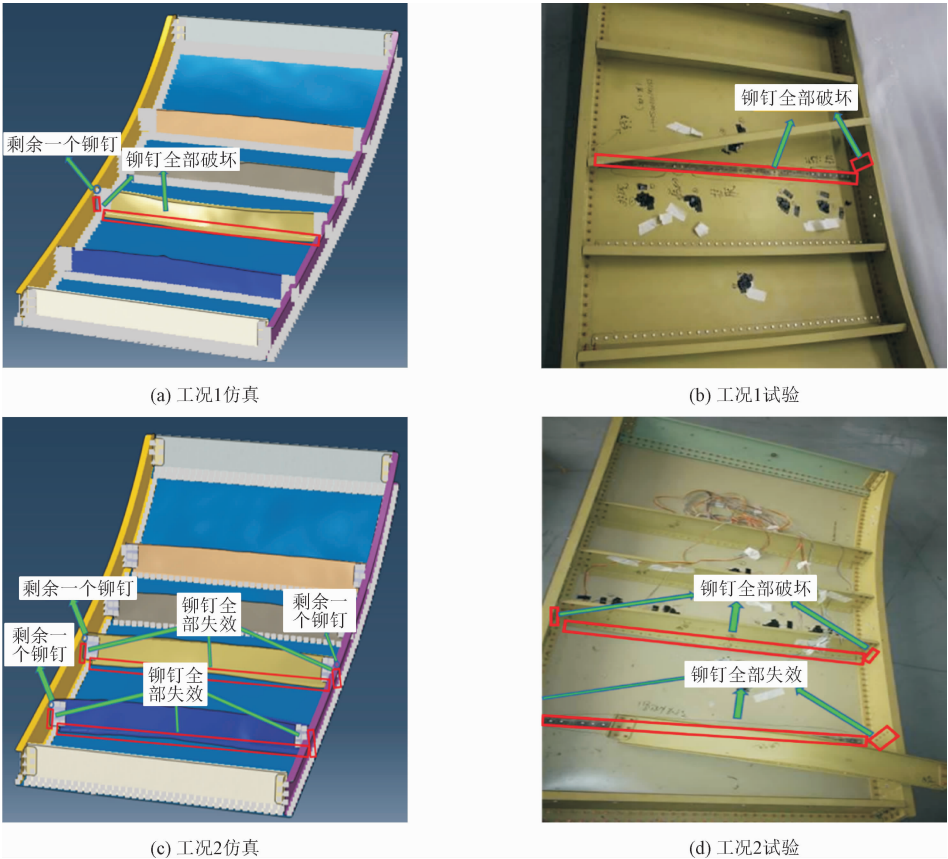 剩余一个铆钉
铆钉全部破坏
铆钉全部破坏
(a) 工况1仿真
(b) 工况1试验
剩余一个铆钉
剩余一
个铆钉
铆钉全
部失效
剩余一
个铆钉
铆钉全
部失效
铆钉全部破坏
铆钉全部失效
(c) 工况2仿真
(d) 工况2试验